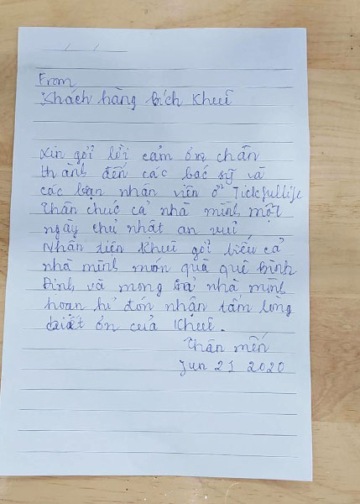 From
Khách hàng Bích Khuê
Xin gởi lời cảm ơn chân
thành đến các bác sỹ và
các bạn nhân viên ở Jickfullife
Thân chúc cả nhà mình một
ngày chủ nhật an vui
Nhân tiên Khuê gởi biếu cả
nhà mình món quà quê Bình
Định và mong cả nhà mình
hoan hỉ đón nhận tấm lòng
biết ơn của Khuê.
Thân mến
Jun 21 2020